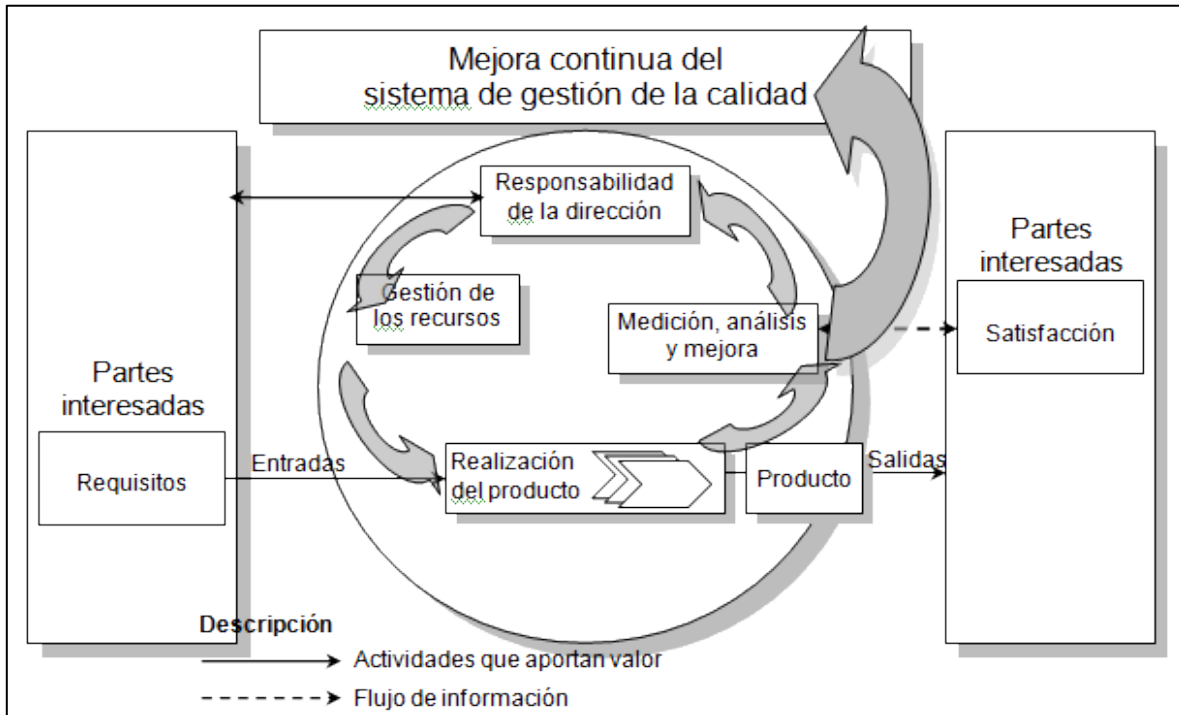 Mejora continua del
sistema de gestión de la calidad
Responsabilidad
de la dirección
Gestión de
los recursos
Medición, análisis
y mejora
Partes
interesadas
Satisfacción
Partes
interesadas
Requisitos
Entradas
Realización
del producto
Producto
Salidas
Descripción
Actividades que aportan valor
Flujo de información